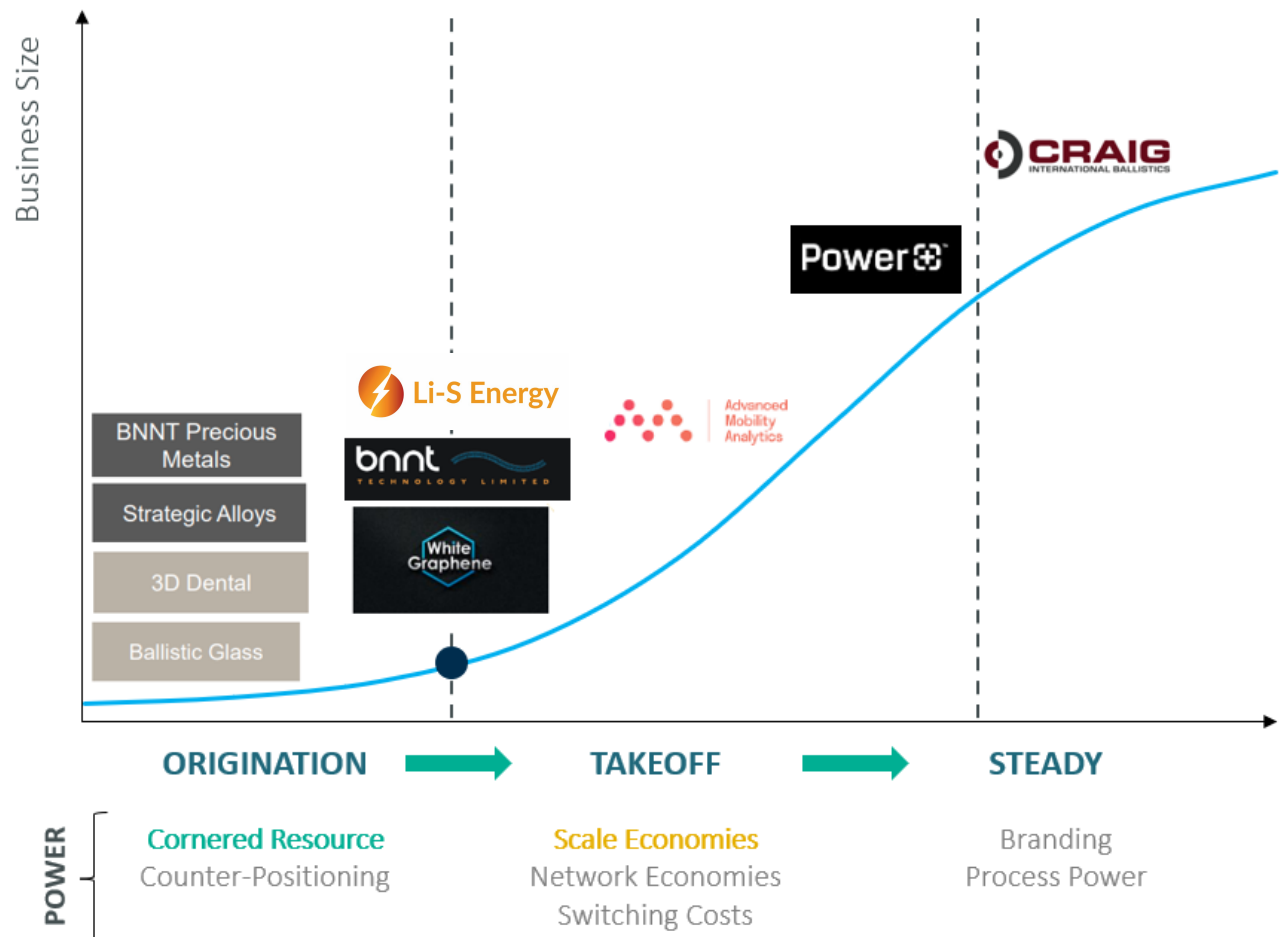 Business Size
CRAIG
INTERNATIONAL BALLISTICS
Power
™
Li-S Energy
Advanced
Mobility
Analytics
BNNT Precious
Metals
bnnt
TECHNOLOGY LIMITED
Strategic Alloys
White
Graphene
3D Dental
Ballistic Glass
ORIGINATION
TAKEOFF
STEADY
POWER
Cornered Resource
Counter-Positioning
Scale Economies
Network Economies
Switching Costs
Branding
Process Power